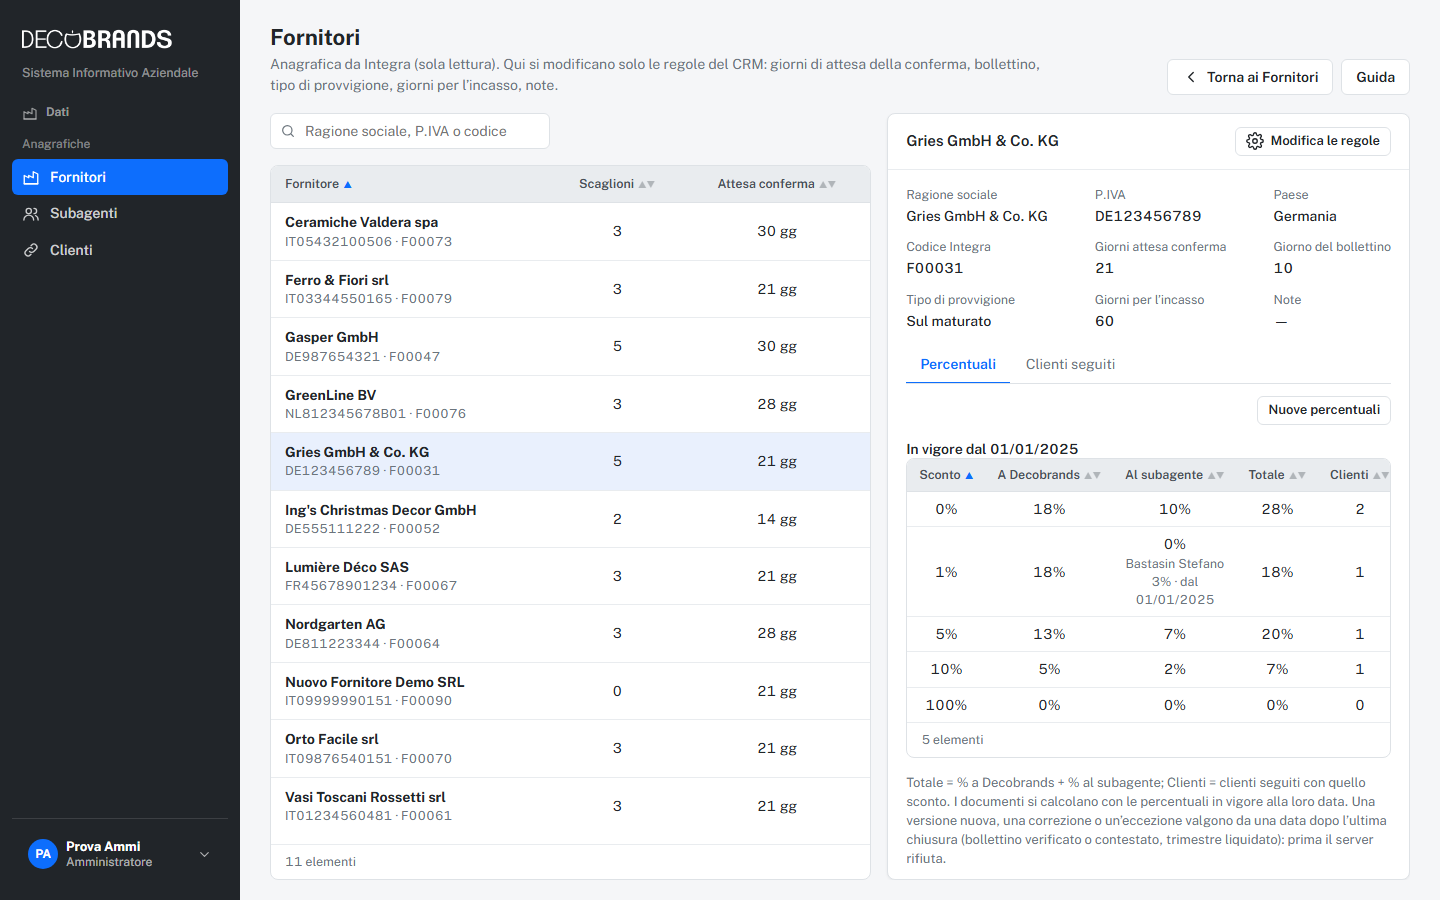 DECOBRANDS
Sistema Informativo Aziendale
Dati
Anagrafiche
Fornitori
Subagenti
Clienti
PA
Prova Ammi
Amministratore
Fornitori
Anagrafica da Integra (sola lettura). Qui si modificano solo le regole del CRM: giorni di attesa della conferma, bollettino,
tipo di provvigione, giorni per l'incasso, note.
Torna ai Fornitori
Guida
Ragione sociale, P.IVA o codice
Fornitore Scaglioni Attesa conferma
Ceramiche Valdera spa
IT05432100506 · F00073
3 30 gg
Ferro & Fiori srl
IT03344550165 · F00079
3 21 gg
Gasper GmbH
DE987654321 · F00047
5 30 gg
GreenLine BV
NL812345678B01 · F00076
3 28 gg
Gries GmbH & Co. KG
DE123456789 · F00031
5 21 gg
Ing's Christmas Decor GmbH
DE555111222 · F00052
2 14 gg
Lumière Déco SAS
FR45678901234 · F00067
3 21 gg
Nordgarten AG
DE811223344 · F00064
3 28 gg
Nuovo Fornitore Demo SRL
IT09999990151 · F00090
0 21 gg
Orto Facile srl
IT09876540151 · F00070
3 21 gg
Vasi Toscani Rossetti srl
IT01234560481 · F00061
3 21 gg
11 elementi
Gries GmbH & Co. KG
Modifica le regole
Ragione sociale P.IVA Paese
Gries GmbH & Co. KG DE123456789 Germania
Codice Integra Giorni attesa conferma Giorno del bollettino
F00031 21 10
Tipo di provvigione Giorni per l'incasso Note
Sul maturato 60 —
Percentuali Clienti seguiti
Nuove percentuali
In vigore dal 01/01/2025
Sconto A Decobrands Al subagente Totale Clienti
0% 18% 10% 28% 2
1% 18% 0% 18% 1
Bastasin Stefano
3% · dal
01/01/2025
5% 13% 7% 20% 1
10% 5% 2% 7% 1
100% 0% 0% 0% 0
5 elementi
Totale = % a Decobrands + % al subagente; Clienti = clienti seguiti con quello
sconto. I documenti si calcolano con le percentuali in vigore alla loro data. Una
versione nuova, una correzione o un'eccezione valgono da una data dopo l'ultima
chiusura (bollettino verificato o contestato, trimestre liquidato): prima il server
rifiuta.